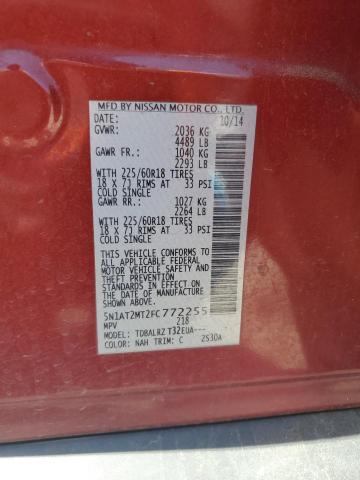 MFD BY NISSAN MOTOR CO., LTD.
DATE: 10/14
GVWR: 2036 KG
4489 LB
GAWR FR.: 1040 KG
2293 LB
WITH 225/60R18 TIRES
18 X 7J RIMS AT 33 PSI
COLD SINGLE
GAWR RR.: 1027 KG
2264 LB
WITH 225/60R18 TIRES
18 X 7J RIMS AT 33 PSI
COLD SINGLE
THIS VEHICLE CONFORMS TO
ALL APPLICABLE FEDERAL
MOTOR VEHICLE SAFETY AND
THEFT PREVENTION STANDARDS
IN EFFECT ON THE DATE OF
MANUFACTURE SHOWN ABOVE.
5N1AT2MT2FC772255
MPV 218
TYPE: TDBALRZ T32EUA---
COLOR: NAH TRIM: C 2S30A